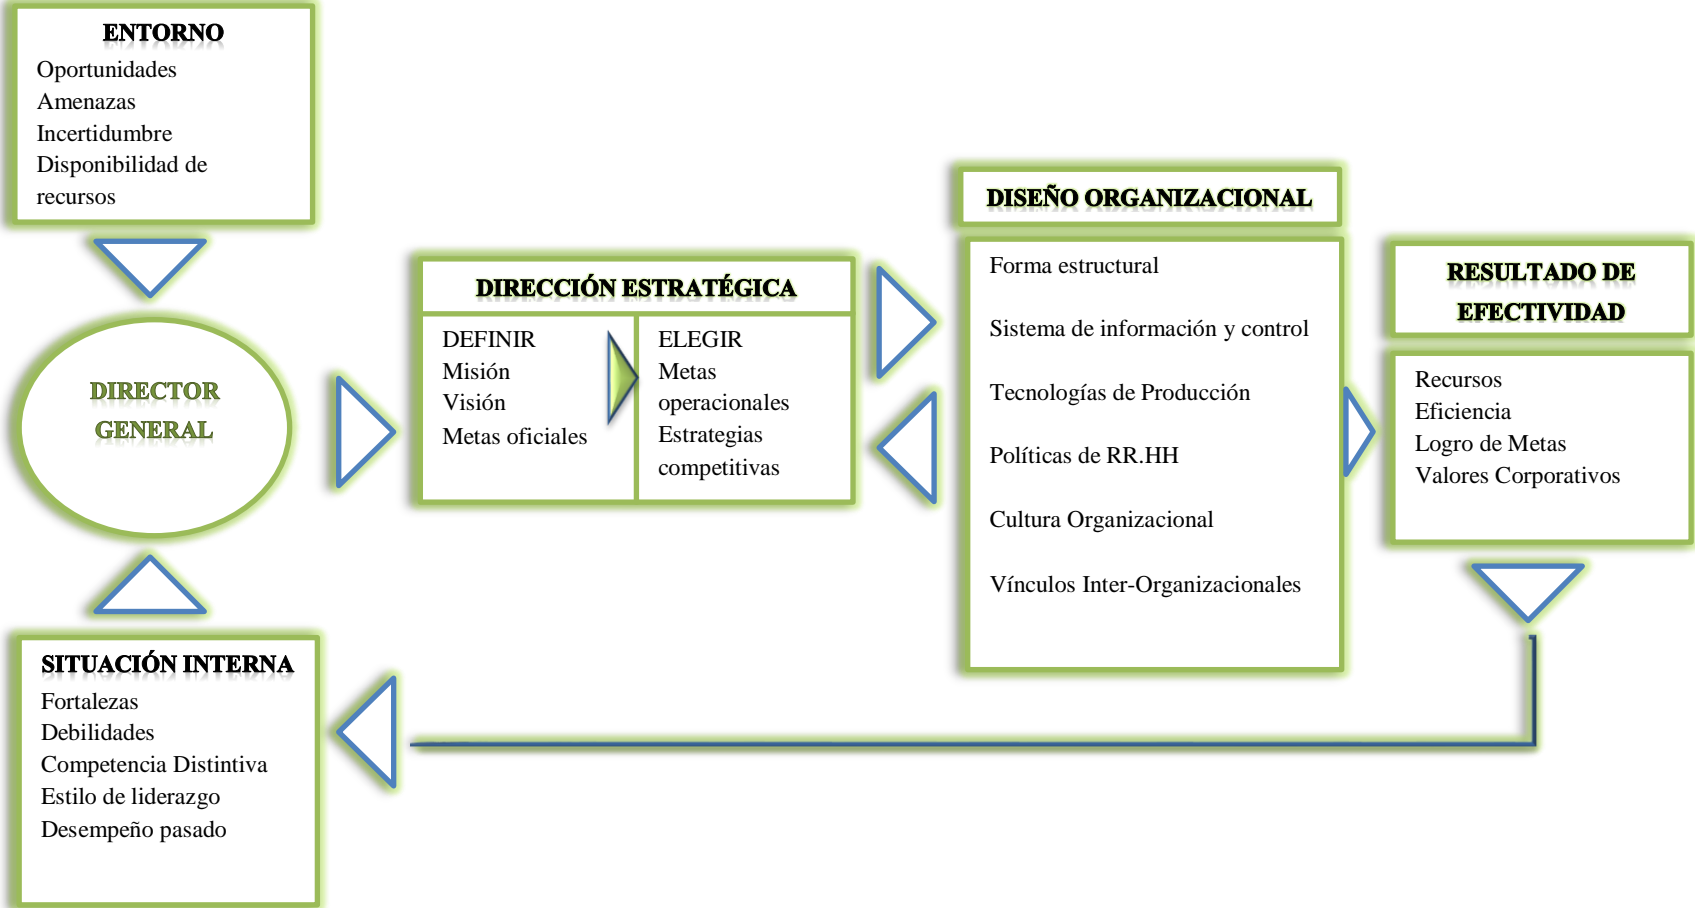 ENTORNO
Oportunidades
Amenazas
Incertidumbre
Disponibilidad de
recursos
DIRECTOR
GENERAL
SITUACIÓN INTERNA
Fortalezas
Debilidades
Competencia Distintiva
Estilo de liderazgo
Desempeño pasado
DIRECCIÓN ESTRATÉGICA
DEFINIR
Misión
Visión
Metas oficiales
ELEGIR
Metas
operacionales
Estrategias
competitivas
DISEÑO ORGANIZACIONAL
Forma estructural
Sistema de información y control
Tecnologías de Producción
Políticas de RR.HH
Cultura Organizacional
Vínculos Inter-Organizacionales
RESULTADO DE
EFECTIVIDAD
Recursos
Eficiencia
Logro de Metas
Valores Corporativos